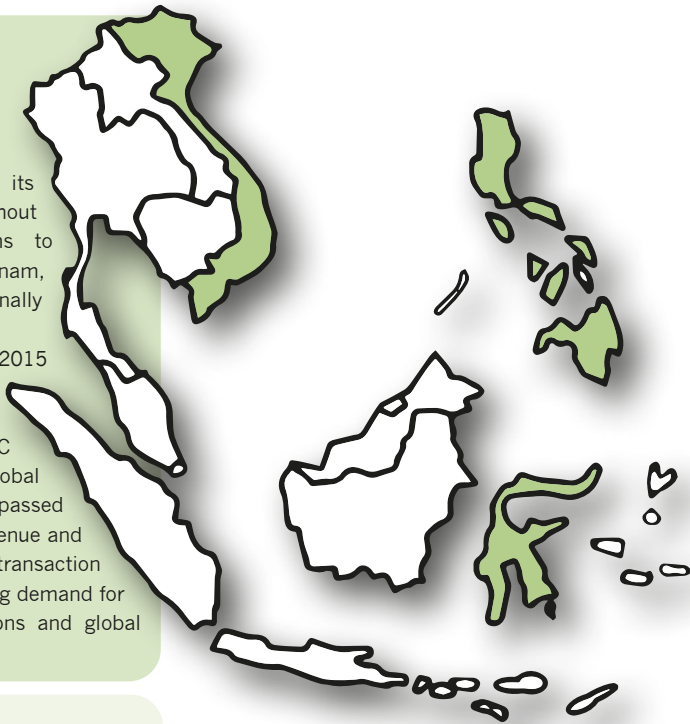 its
hout
ns to
nam,
nally
2015
C
obal
passed
enue and
transaction
g demand for
ons and global